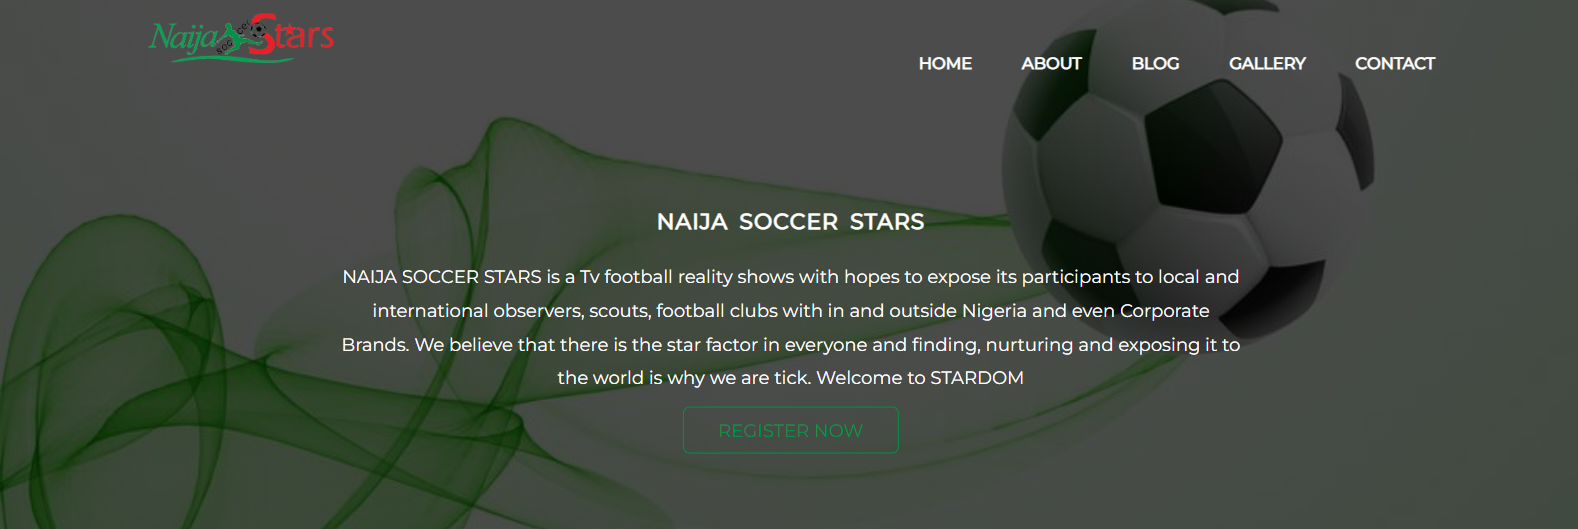 Naija Soccer Stars
HOME ABOUT BLOG GALLERY CONTACT
NAIJA SOCCER STARS
NAIJA SOCCER STARS is a Tv football reality shows with hopes to expose its participants to local and
international observers, scouts, football clubs with in and outside Nigeria and even Corporate
Brands. We believe that there is the star factor in everyone and finding, nurturing and exposing it to
the world is why we are tick. Welcome to STARDOM
REGISTER NOW